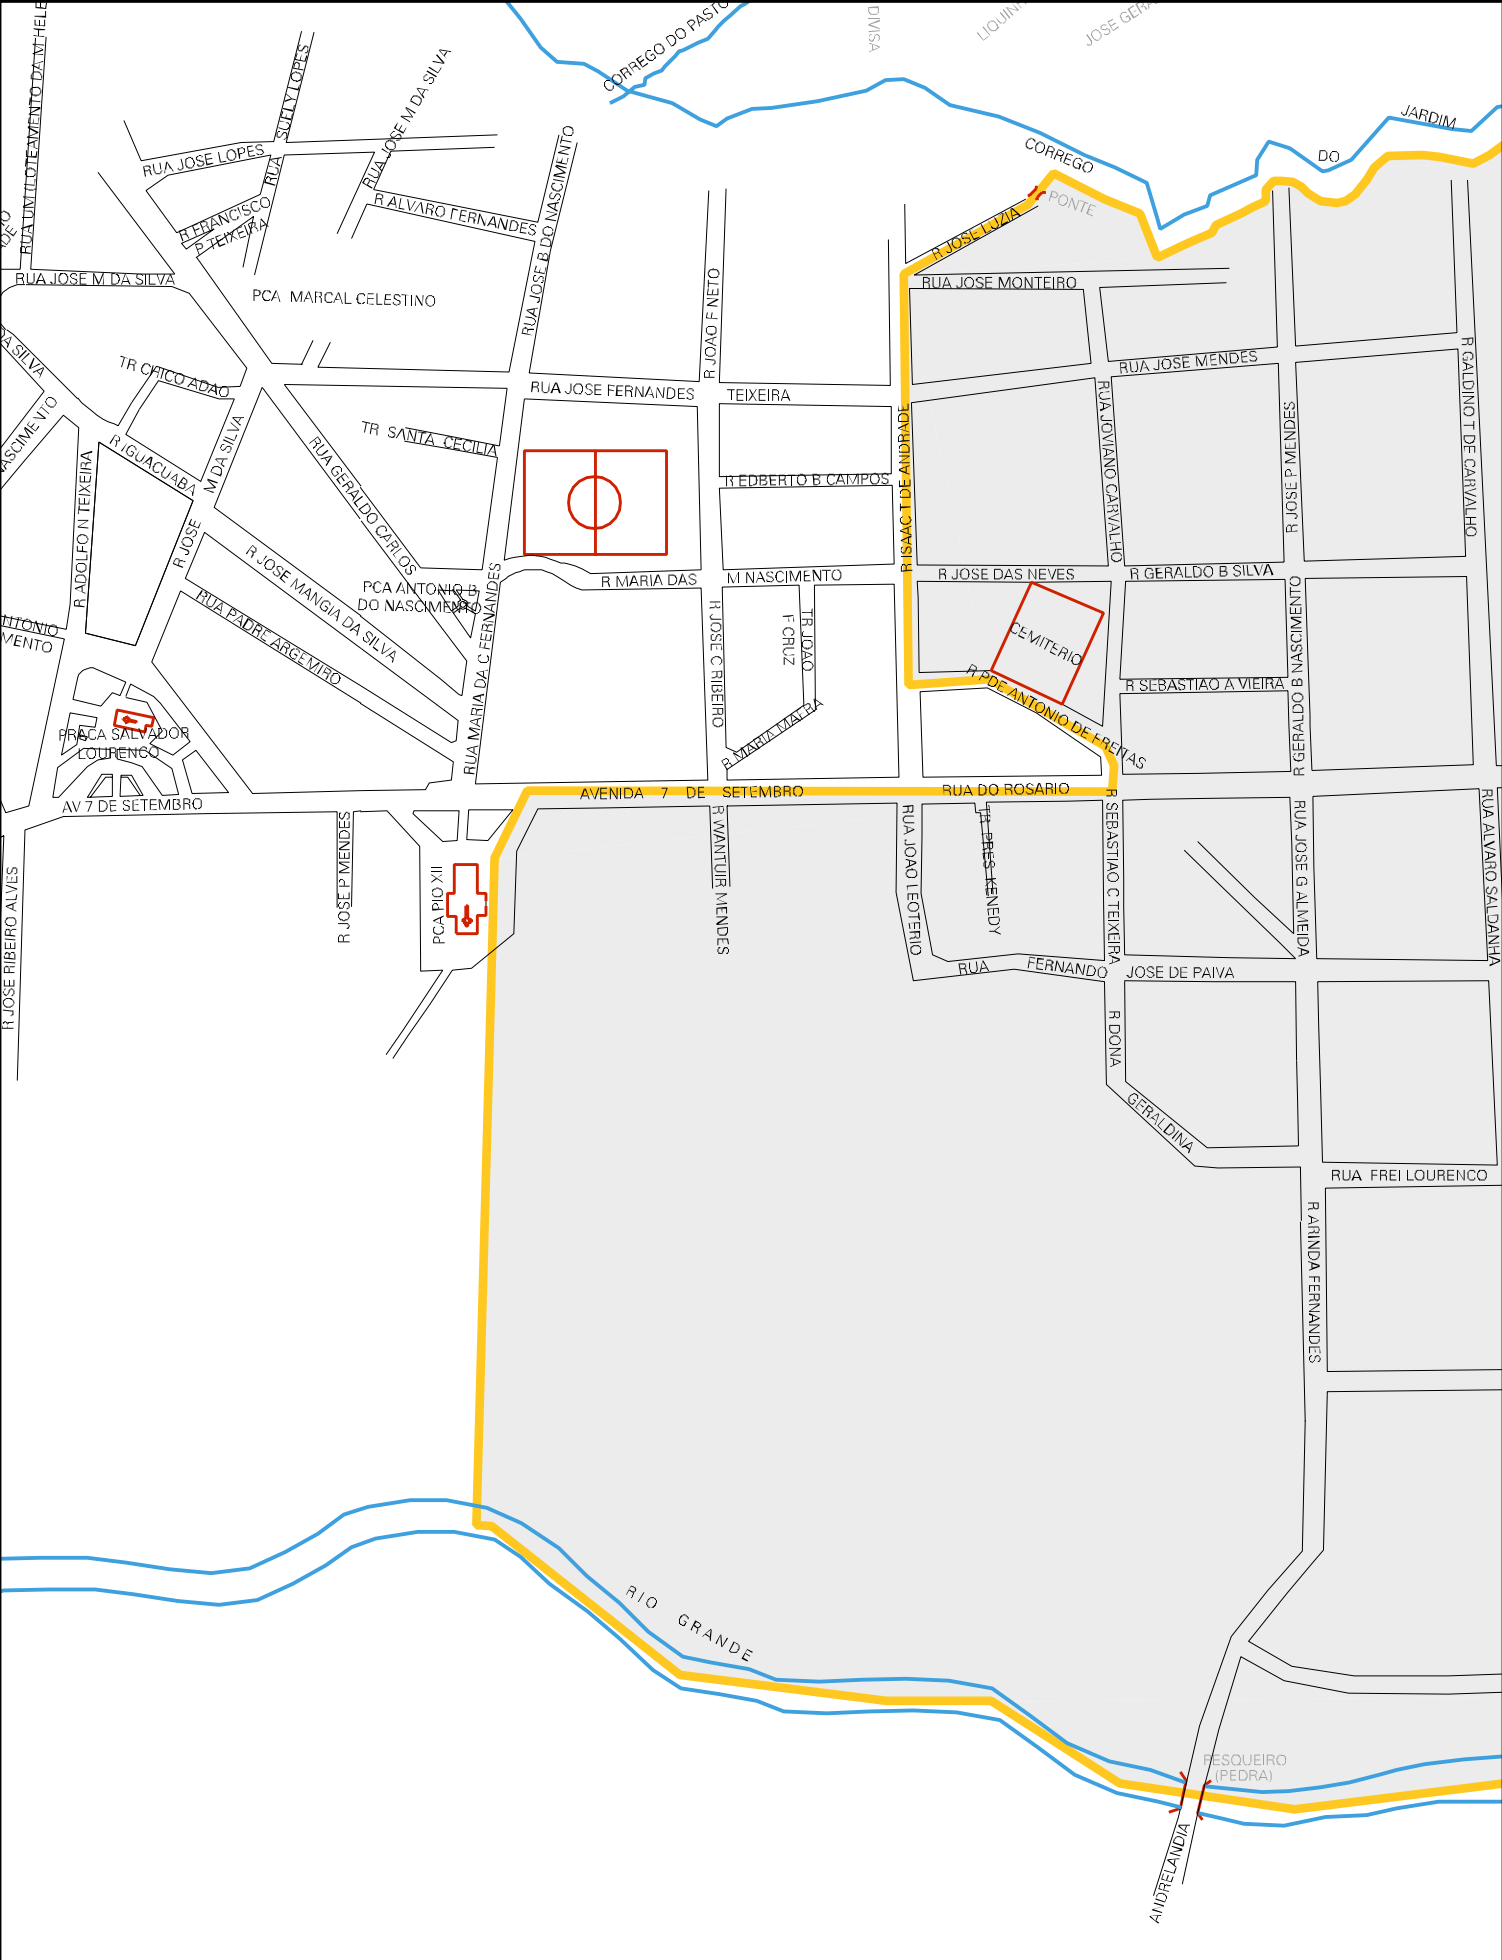 CORREGO DO PASTO
DIVISA
RUA UM (LOTEAMENTO DA M HELE
RUA SUELY LOPES
RUA JOSE M DA SILVA
JARDIM
DO
CORREGO
RUA JOSE LOPES
R FRANCISCO
P TEIXEIRA
R ALVARO FERNANDES
RUA JOSE B DO NASCIMENTO
PONTE
R JOSE LUZIA
RUA JOSE M DA SILVA
PCA MARCAL CELESTINO
R JOAO F NETO
RUA JOSE MONTEIRO
DA SILVA
TR CHICO ADAO
RUA JOSE FERNANDES TEIXEIRA
RUA JOSE MENDES
R GALDINO T DE CARVALHO
NASCIMENTO
R IGUACUABA
R JOSE M DA SILVA
RUA GERALDO CARLOS
TR SANTA CECILIA
R EDBERTO B CAMPOS
R ISAAC T DE ANDRADE
RUA JOVIANO CARVALHO
R JOSE P MENDES
R ADOLFO N TEIXEIRA
R JOSE MANGIA DA SILVA
RUA PADRE ARGEMIRO
PCA ANTONIO B
DO NASCIMENTO
R MARIA DAS M NASCIMENTO
R JOSE DAS NEVES
R GERALDO B SILVA
RUA MARIA DA C FERNANDES
R JOSE C RIBEIRO
TR JOAO
F CRUZ
CEMITERIO
R GERALDO B NASCIMENTO
ANTONIO
MENTO
R PDE ANTONIO DE FREITAS
R SEBASTIAO A VIEIRA
R MARIA MAFRA
PRACA SALVADOR
LOURENCO
AV 7 DE SETEMBRO
AVENIDA 7 DE SETEMBRO
RUA DO ROSARIO
R JOSE RIBEIRO ALVES
R JOSE P MENDES
PCA PIO XII
R WANTUIR MENDES
RUA JOAO LEOTERIO
TR PRES KENEDY
R SEBASTIAO C TEIXEIRA
RUA JOSE G ALMEIDA
RUA ALVARO SALDANHA
RUA FERNANDO JOSE DE PAIVA
R DONA GERALDINA
RUA FREI LOURENCO
R ARINDA FERNANDES
RIO GRANDE
PESQUEIRO
(PEDRA)
ANDRELANDIA